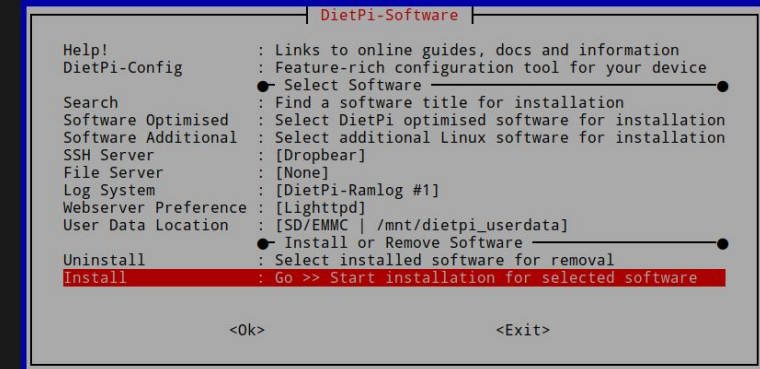 DietPi-Software
Help! : Links to online guides, docs and information
DietPi-Config : Feature-rich configuration tool for your device
Select Software
Search : Find a software title for installation
Software Optimised : Select DietPi optimised software for installation
Software Additional : Select additional Linux software for installation
SSH Server : [Dropbear]
File Server : [None]
Log System : [DietPi-Ramlog #1]
Webserver Preference : [Lighttpd]
User Data Location : [SD/EMMC | /mnt/dietpi_userdata]
Install or Remove Software
Uninstall : Select installed software for removal
Install : Go >> Start installation for selected software
<Ok> <Exit>